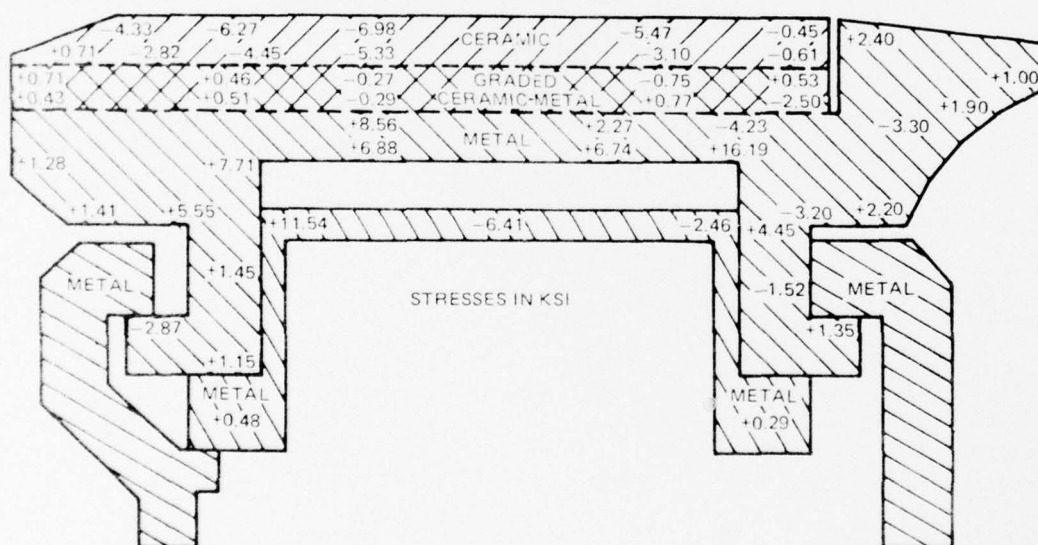 −4.33 −6.27 −6.98 −5.47 −0.45
CERAMIC +2.40
+0.71 −2.82 −4.45 −5.33 −3.10 −0.61
+0.71 +0.46 −0.27 GRADED −0.75 +0.53 +1.00
+0.43 +0.51 −0.29 CERAMIC-METAL +0.77 −2.50 +1.90
+8.56 +2.27 −4.23 −3.30
METAL
+6.88 +6.74 +16.19
+1.28 +7.71
+1.41 +5.55 −3.20 +2.20
+11.54 −6.41 −2.46 +4.45
+1.45
METAL STRESSES IN KSI −1.52 METAL
−2.87 +1.35
+1.15
METAL METAL
+0.48 +0.29